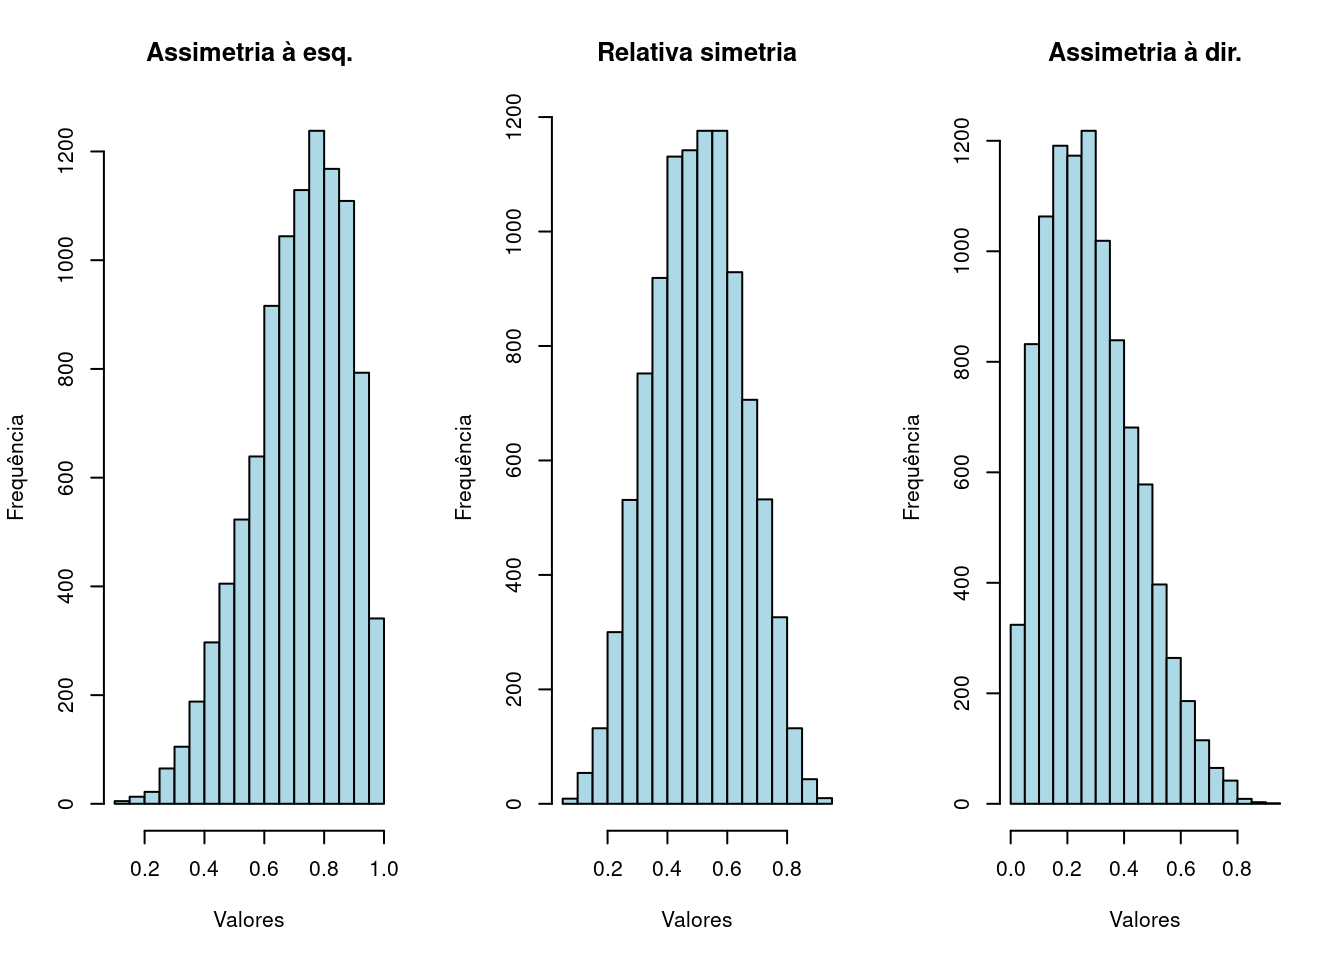 Assimetria à esq.
Frequência
1200
1000
800
600
400
200
0
0.2 0.4 0.6 0.8 1.0
Valores
Relativa simetria
Frequência
1200
1000
800
600
400
200
0
0.2 0.4 0.6 0.8
Valores
Assimetria à dir.
Frequência
1200
1000
800
600
400
200
0
0.0 0.2 0.4 0.6 0.8
Valores